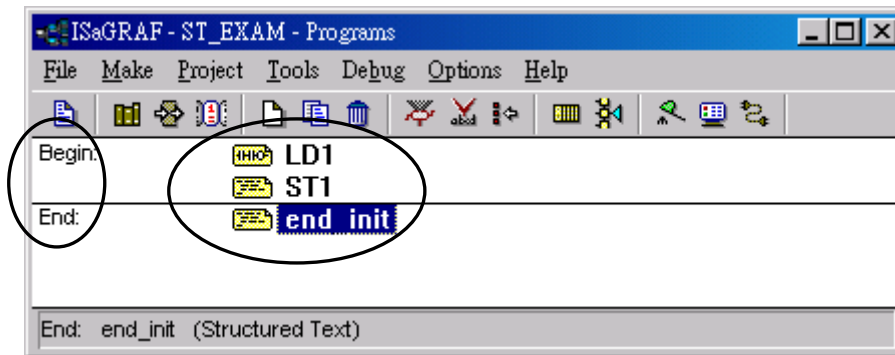 ISaGRAF - ST_EXAM - Programs
File Make Project Tools Debug Options Help
Begin: LD1
ST1
End: end_init
End: end_init (Structured Text)